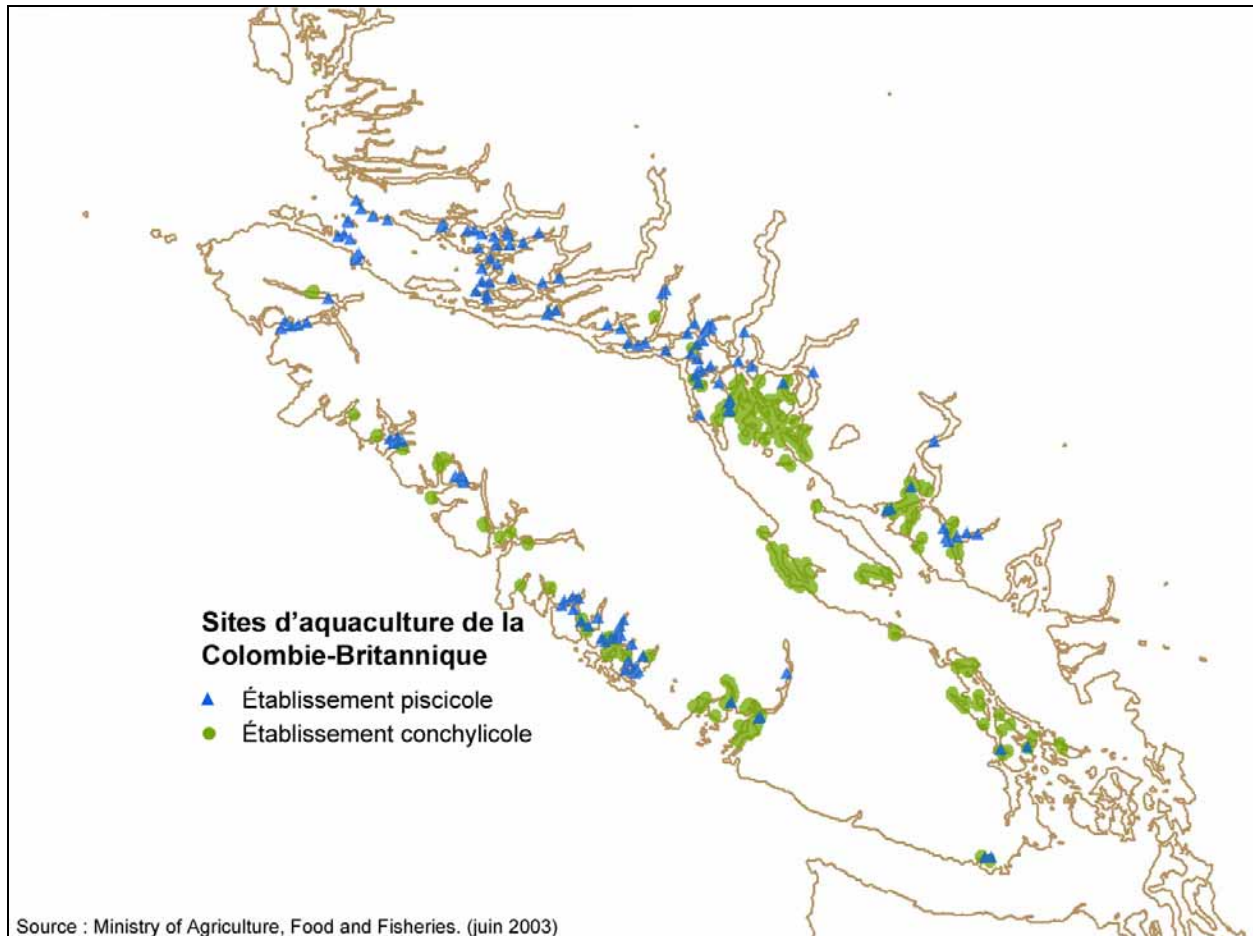 Sites d'aquaculture de la
Colombie-Britannique
Établissement piscicole
Établissement conchylicole
Source : Ministry of Agriculture, Food and Fisheries. (juin 2003)